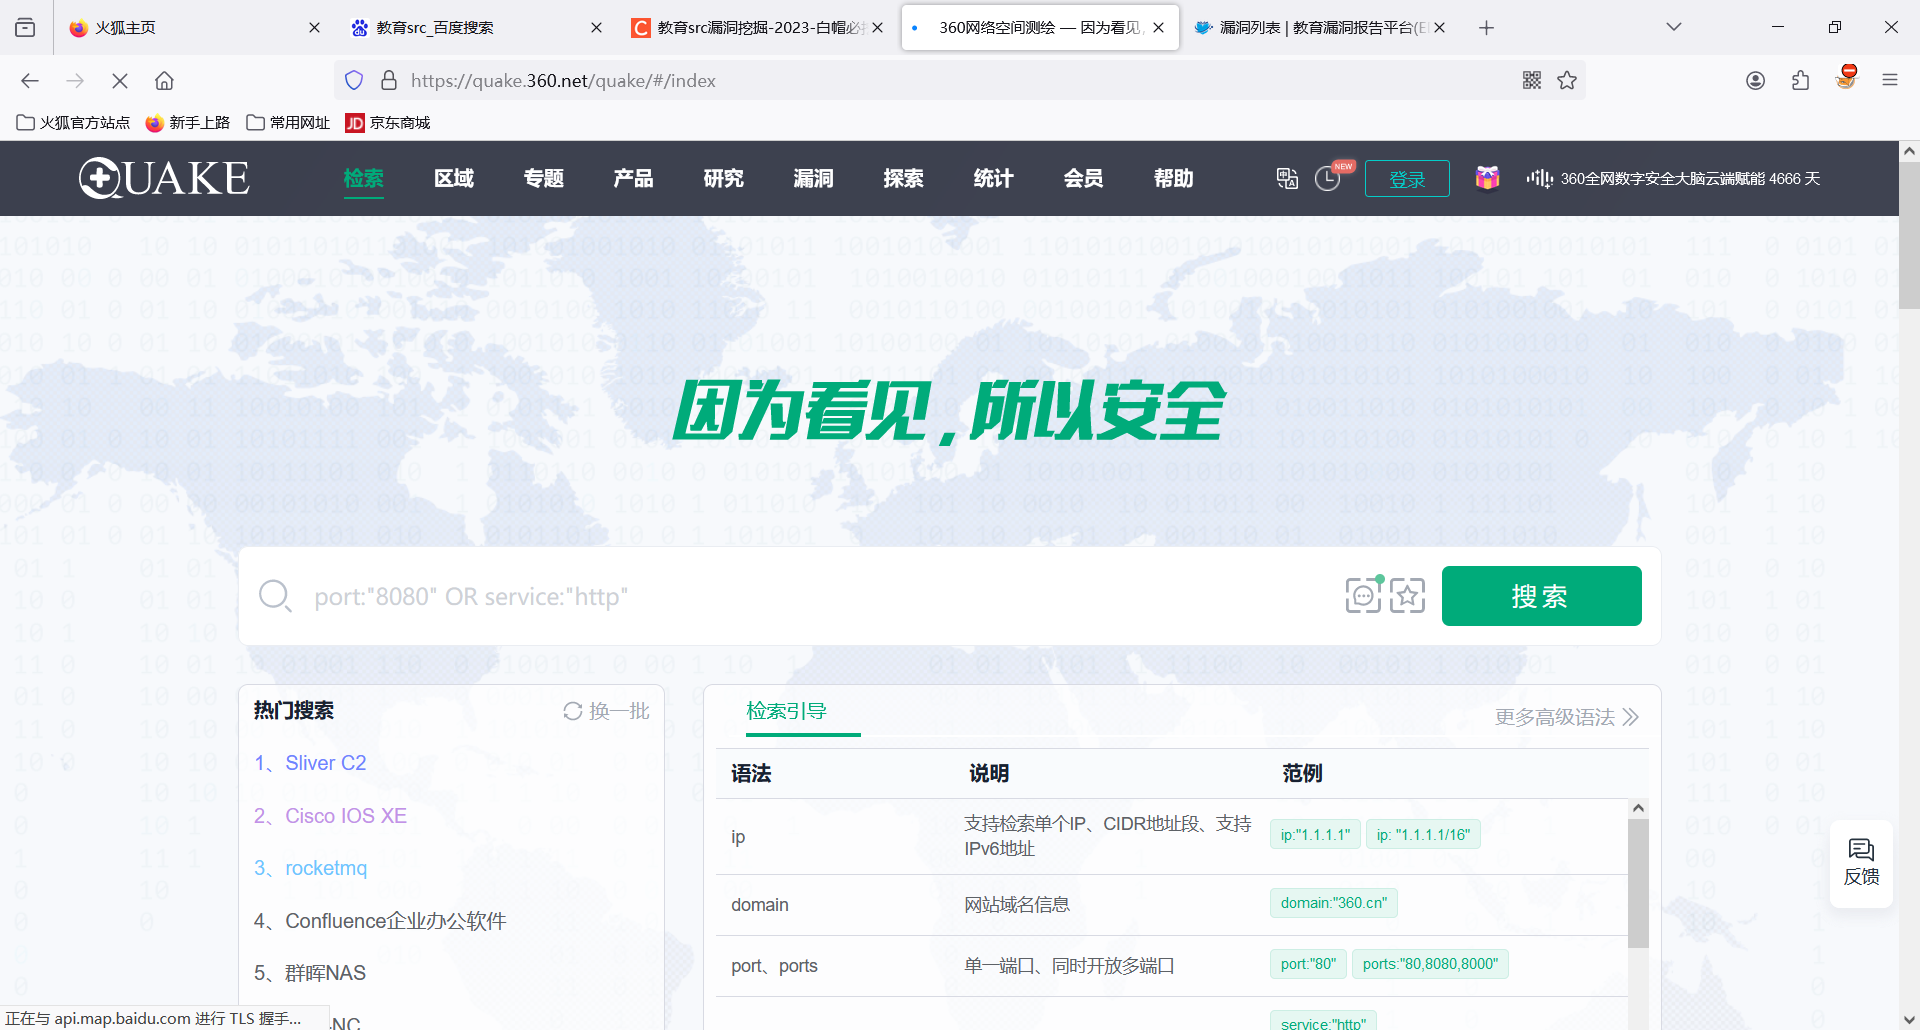 火狐主页
教育src_百度搜索
教育src漏洞挖掘-2023-白帽必
360网络空间测绘 — 因为看见,
漏洞列表 | 教育漏洞报告平台(E
https://quake.360.net/quake/#/index
火狐官方站点
新手上路
常用网址
JD 京东商城
QUAKE
检索
区域
专题
产品
研究
漏洞
探索
统计
会员
帮助
NEW
登录
360全网数字安全大脑云端赋能 4666 天
因为看见,所以安全
port:"8080" OR service:"http"
搜索
热门搜索
换一批
1、Sliver C2
2、Cisco IOS XE
3、rocketmq
4、Confluence企业办公软件
5、群晖NAS
-NC
检索引导
更多高级语法
语法 说明 范例
ip 支持检索单个IP、CIDR地址段、支持IPv6地址 ip:"1.1.1.1" ip: "1.1.1.1/16"
domain 网站域名信息 domain:"360.cn"
port、ports 单一端口、同时开放多端口 port:"80" ports:"80,8080,8000"
service:"http"
反馈
正在与 api.map.baidu.com 进行 TLS 握手...